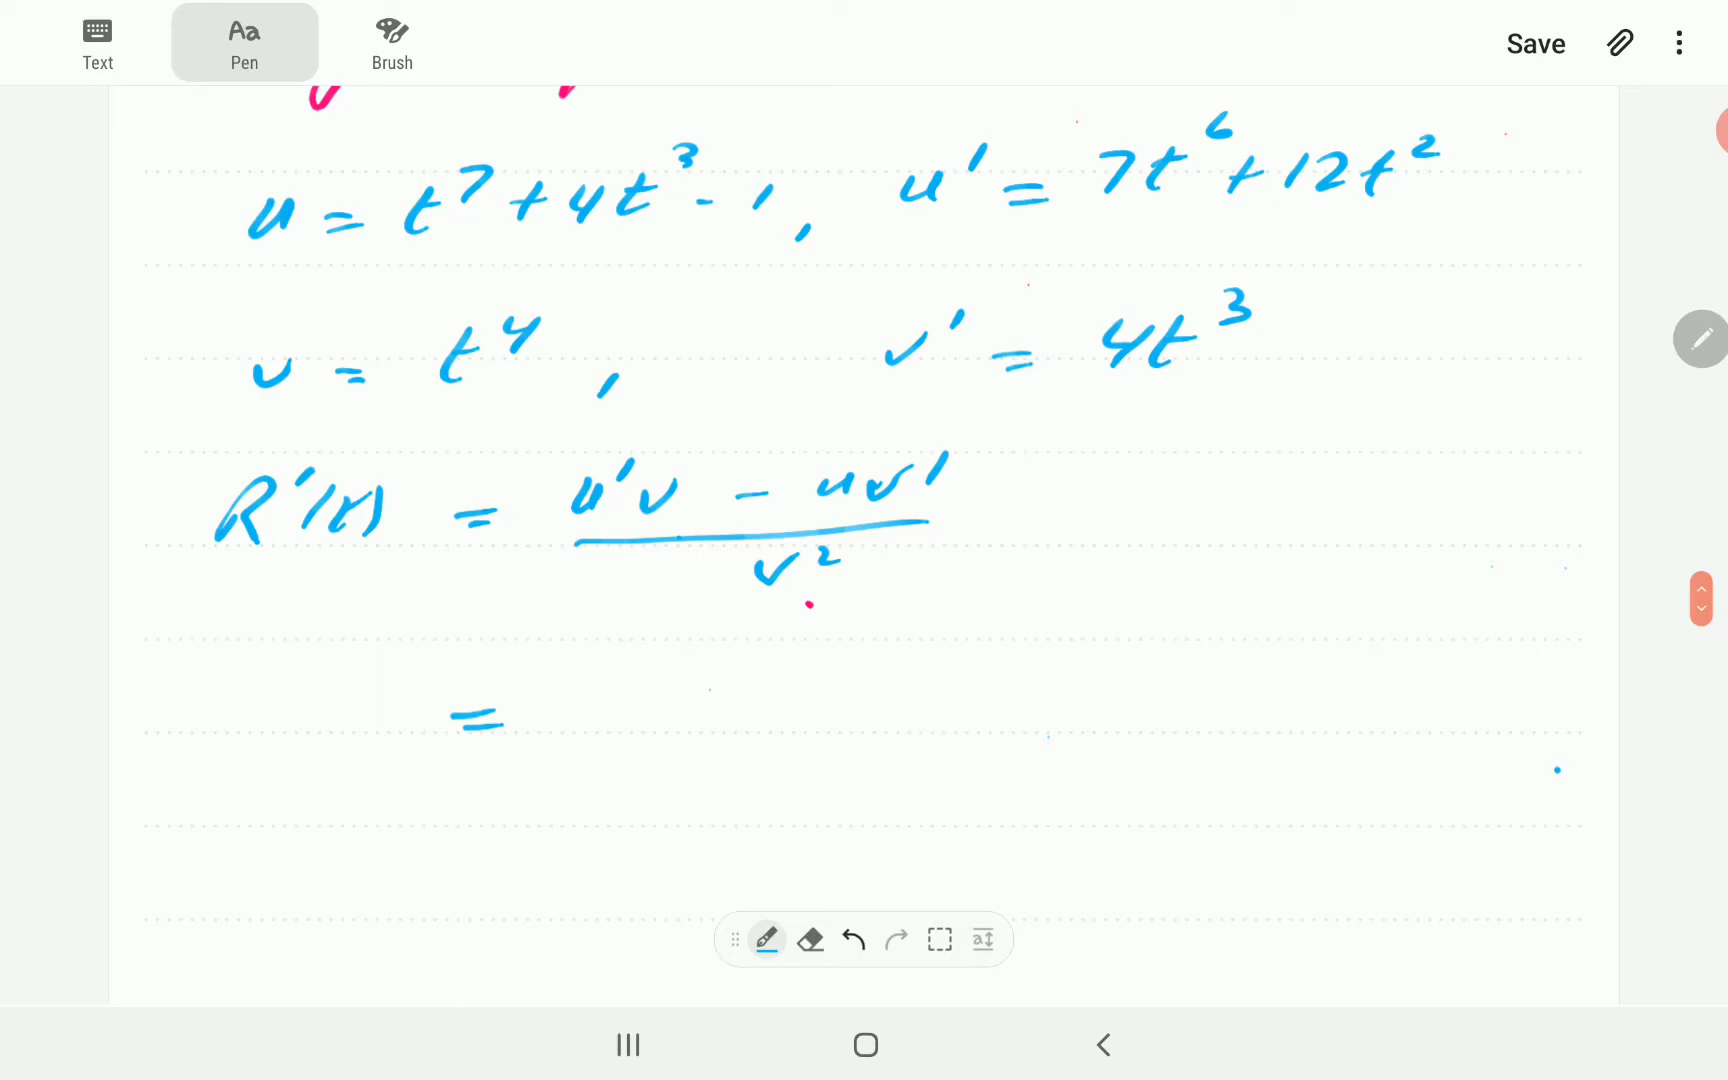 Text Pen Brush Save
u = t⁷ + 4t³ - 1, u' = 7t⁶ + 12t²
v = t⁴, v' = 4t³
R'(t) = (u'v - uv')/v²
=